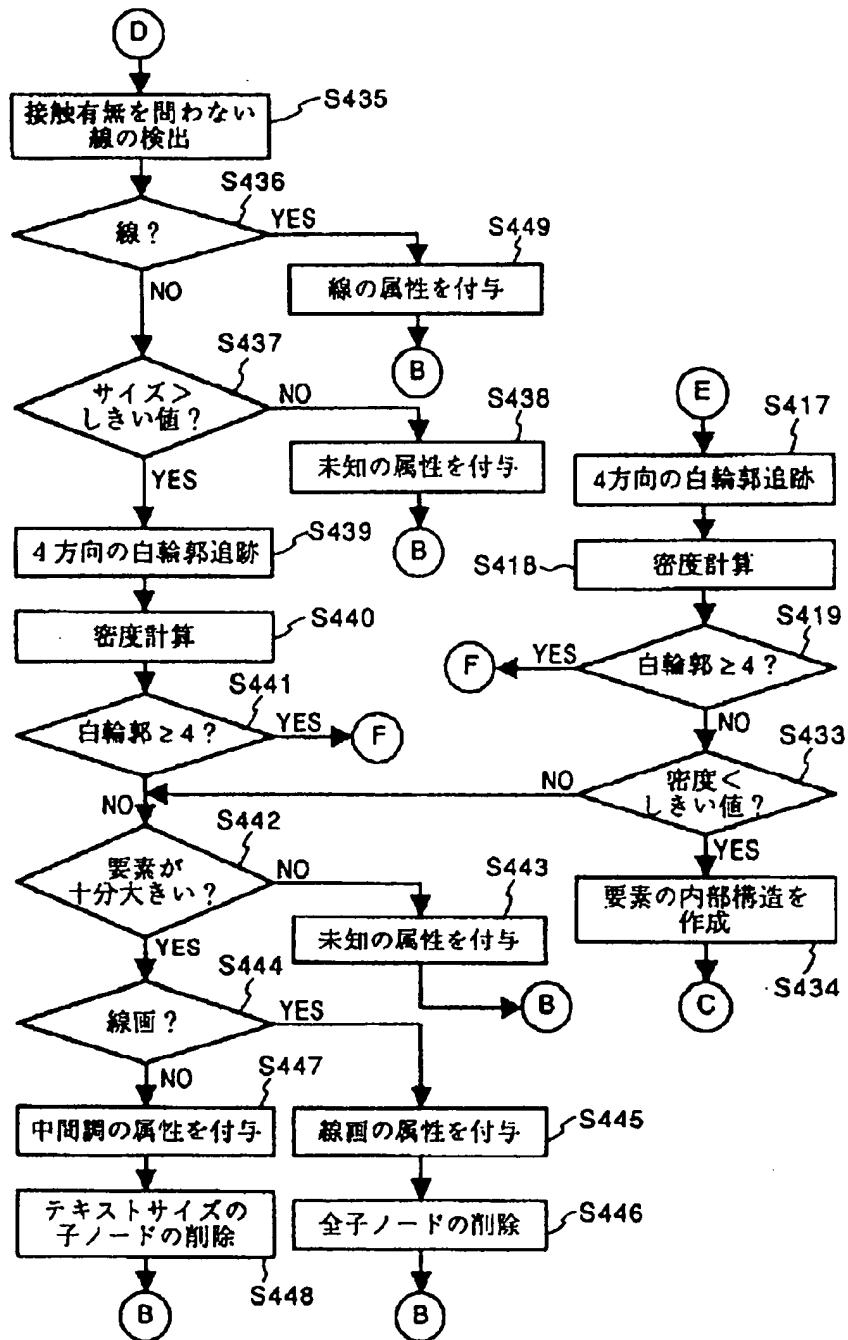 D
接触有無を問わない
線の検出
S435
S436
線?
YES
NO
S449
線の属性を付与
B
S437
サイズ>
しきい値?
NO
YES
S438
未知の属性を付与
B
S439
4方向の白輪郭追跡
密度計算
S440
S441
白輪郭≥4?
YES
F
NO
E
S417
4方向の白輪郭追跡
S418
密度計算
S419
白輪郭≥4?
YES
F
NO
S433
密度<
しきい値?
NO
YES
要素の内部構造を
作成
S434
C
S442
要素が
十分大きい?
NO
YES
S443
未知の属性を付与
B
S444
線画?
YES
NO
S447
中間調の属性を付与
テキストサイズの
子ノードの削除
S448
B
線画の属性を付与
S445
全子ノードの削除
S446
B